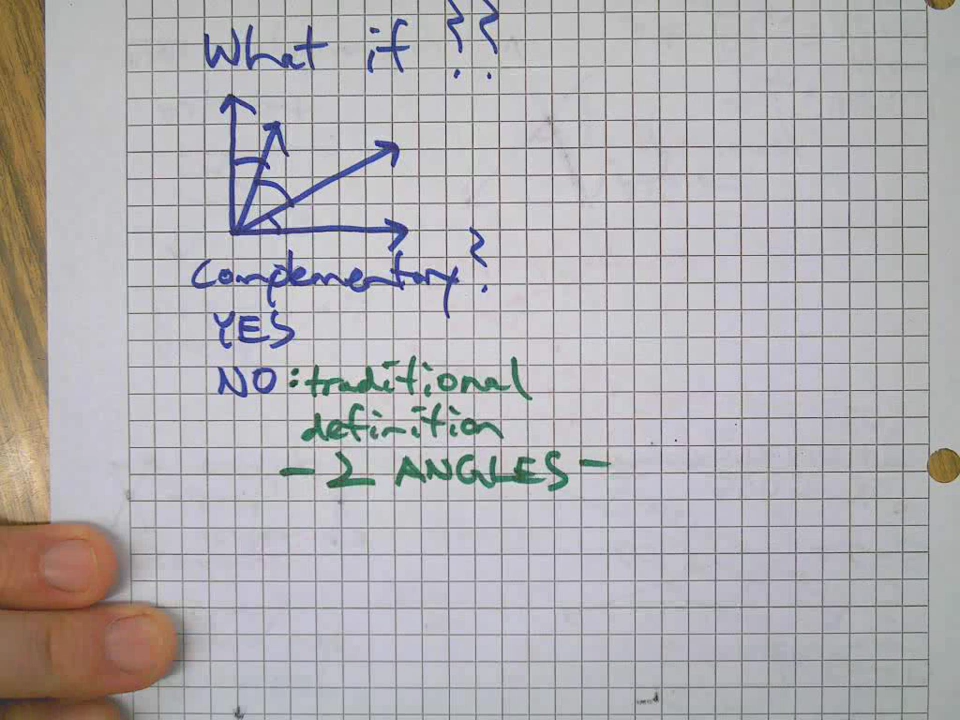 What if ??
Complementary?
YES
NO: traditional
definition
- 2 ANGLES -